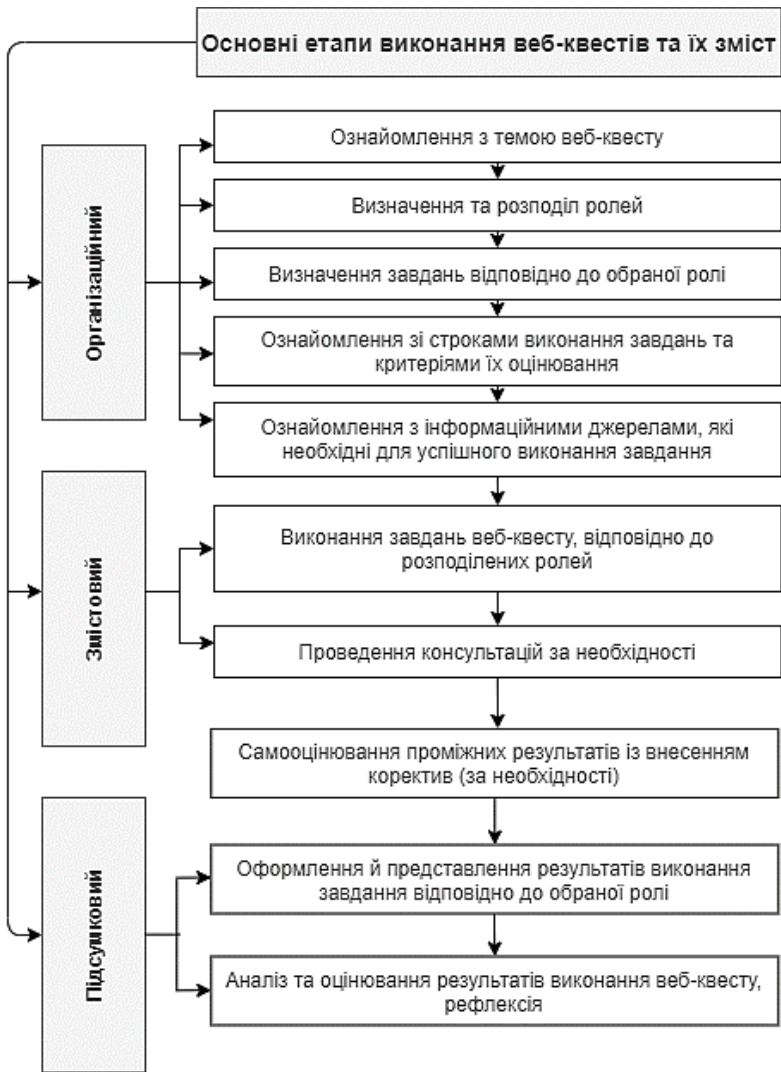 Основні етапи виконання веб-квестів та їх зміст
Організаційний
Ознайомлення з темою веб-квесту
Визначення та розподіл ролей
Визначення завдань відповідно до обраної ролі
Ознайомлення зі строками виконання завдань та
критеріями їх оцінювання
Ознайомлення з інформаційними джерелами, які
необхідні для успішного виконання завдання
Змістовий
Виконання завдань веб-квесту, відповідно до
розподілених ролей
Проведення консультацій за необхідності
Самооцінювання проміжних результатів із внесенням
коректив (за необхідності)
Підсумковий
Оформлення й представлення результатів виконання
завдання відповідно до обраної ролі
Аналіз та оцінювання результатів виконання веб-квесту,
рефлексія